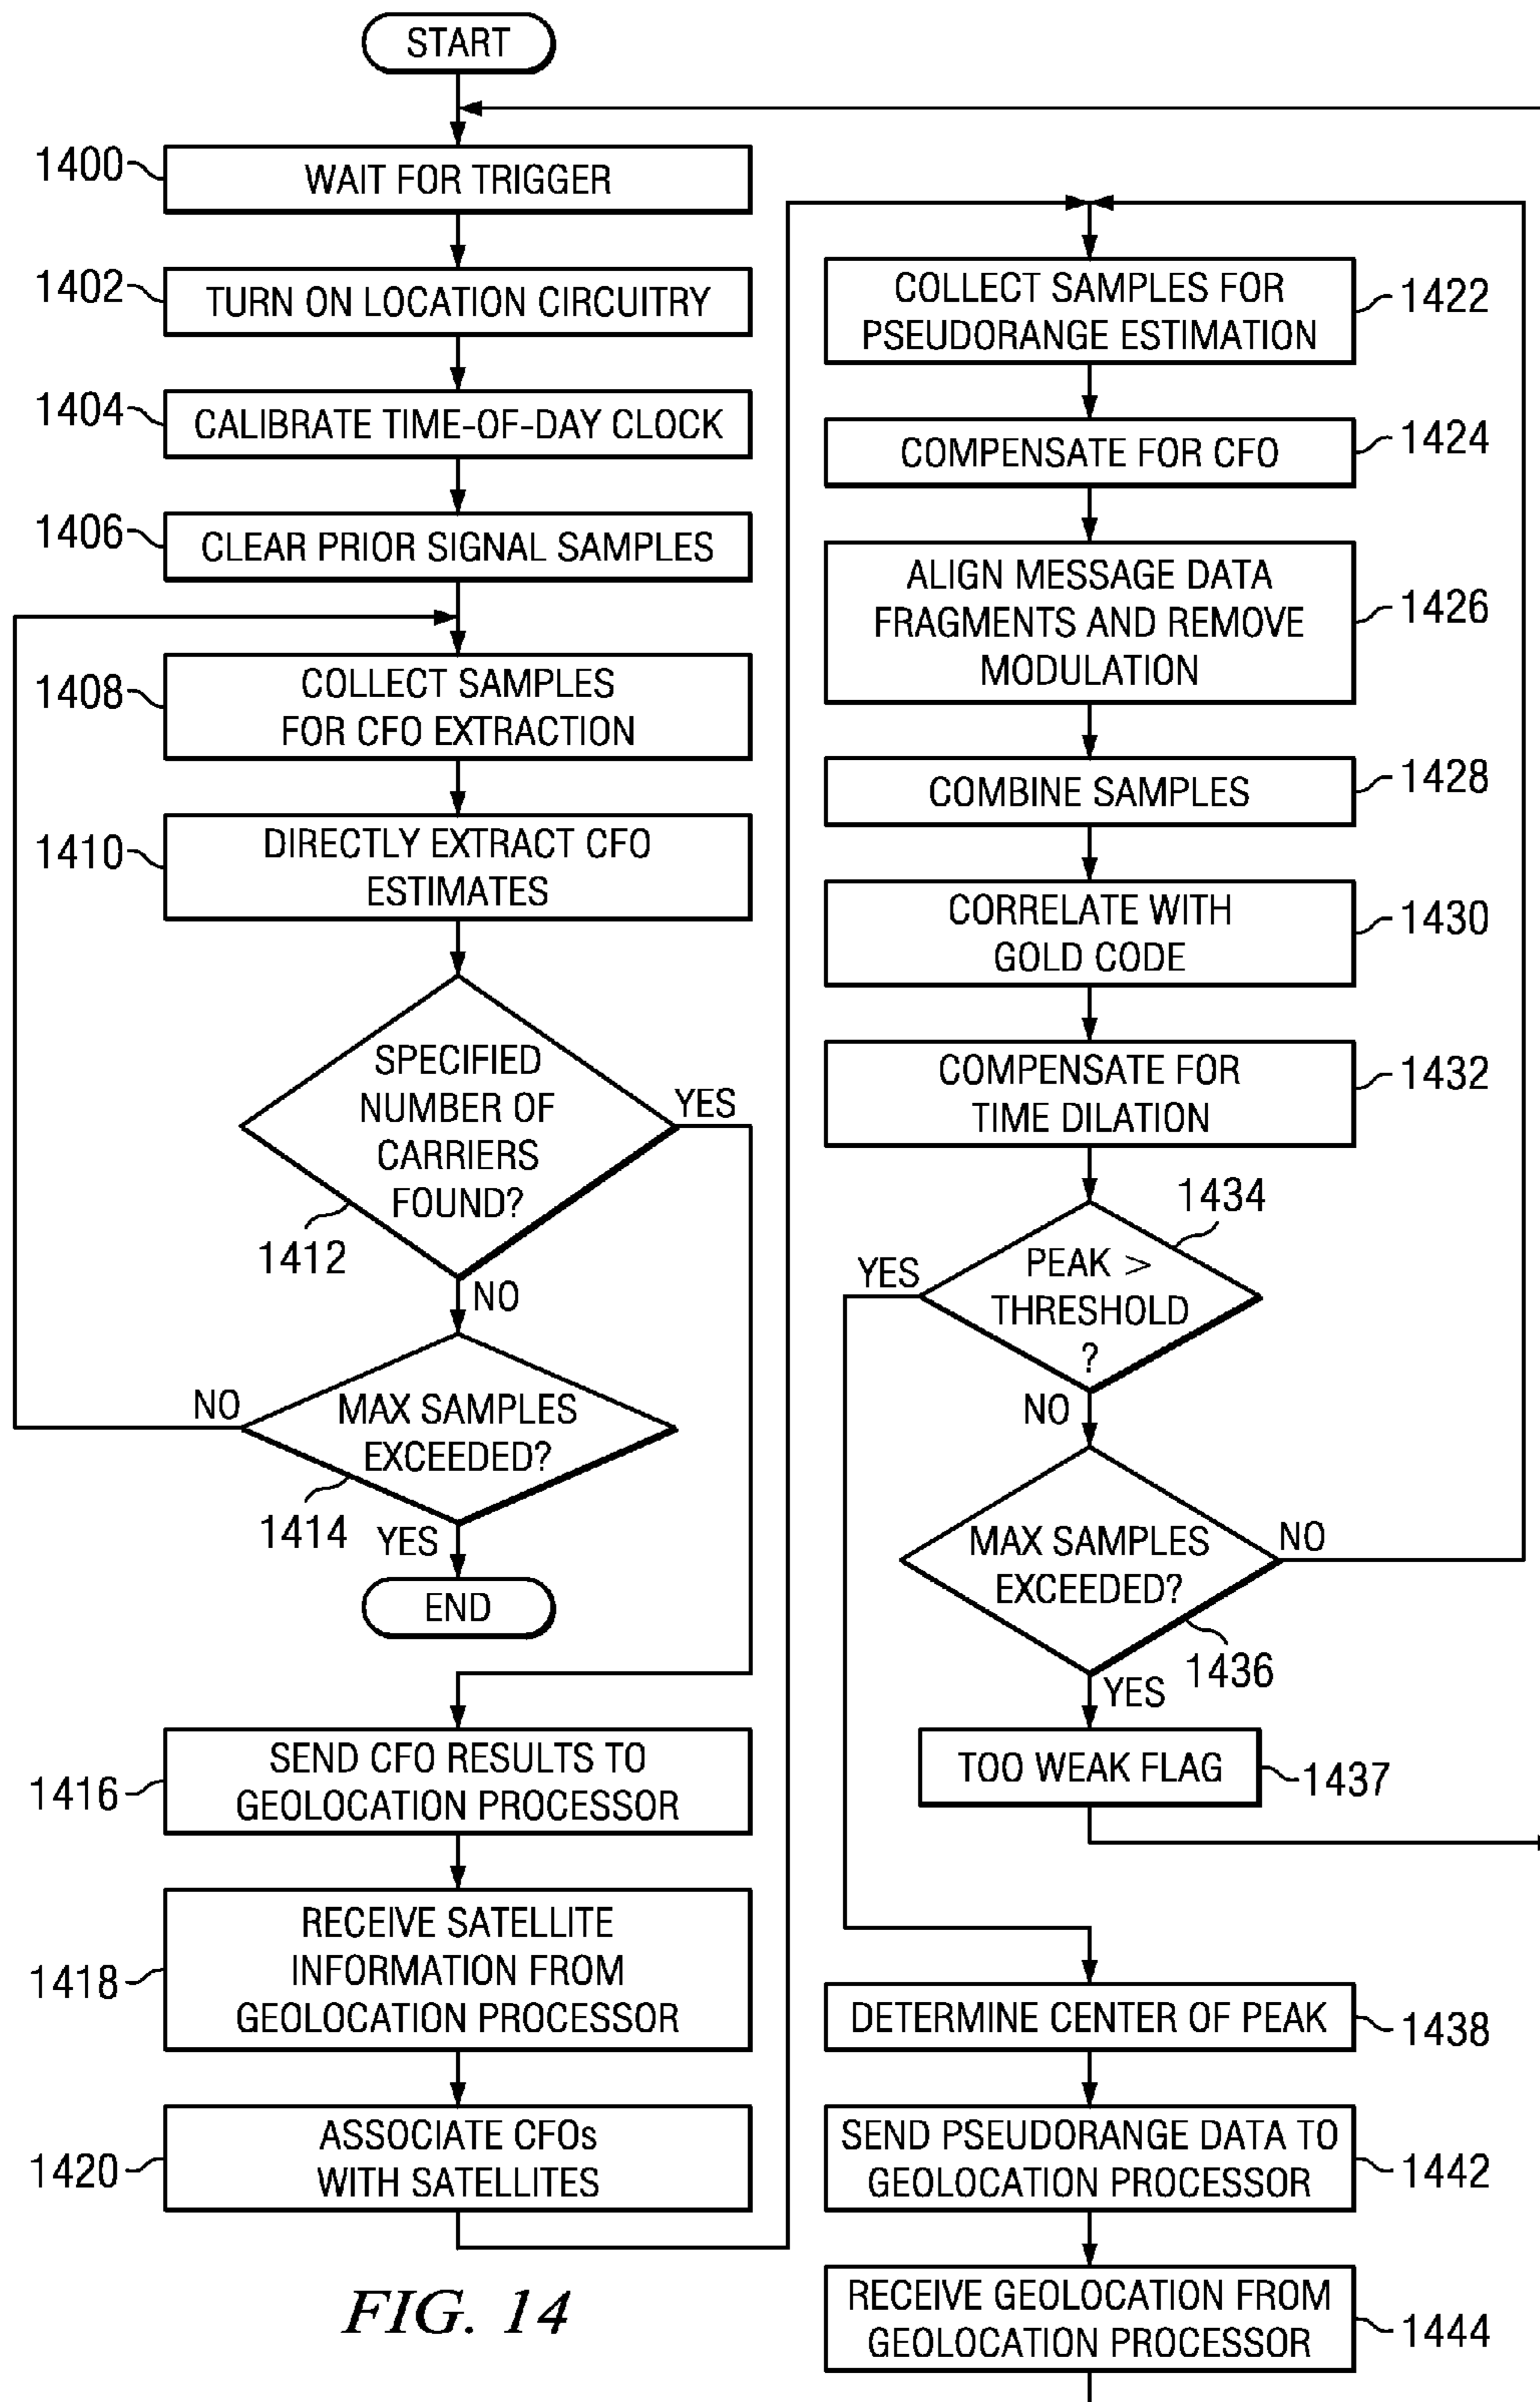 START
1400
WAIT FOR TRIGGER
1402
TURN ON LOCATION CIRCUITRY
1404
CALIBRATE TIME-OF-DAY CLOCK
1406
CLEAR PRIOR SIGNAL SAMPLES
1408
COLLECT SAMPLES
FOR CFO EXTRACTION
1410
DIRECTLY EXTRACT CFO
ESTIMATES
SPECIFIED
NUMBER OF
CARRIERS
FOUND?
YES
1412
NO
MAX SAMPLES
EXCEEDED?
NO
1414
YES
END
1416
SEND CFO RESULTS TO
GEOLOCATION PROCESSOR
1418
RECEIVE SATELLITE
INFORMATION FROM
GEOLOCATION PROCESSOR
1420
ASSOCIATE CFOs
WITH SATELLITES
COLLECT SAMPLES FOR
PSEUDORANGE ESTIMATION
1422
COMPENSATE FOR CFO
1424
ALIGN MESSAGE DATA
FRAGMENTS AND REMOVE
MODULATION
1426
COMBINE SAMPLES
1428
CORRELATE WITH
GOLD CODE
1430
COMPENSATE FOR
TIME DILATION
1432
1434
YES
PEAK >
THRESHOLD
?
NO
MAX SAMPLES
EXCEEDED?
NO
1436
YES
TOO WEAK FLAG
1437
DETERMINE CENTER OF PEAK
1438
SEND PSEUDORANGE DATA TO
GEOLOCATION PROCESSOR
1442
RECEIVE GEOLOCATION FROM
GEOLOCATION PROCESSOR
1444
FIG. 14